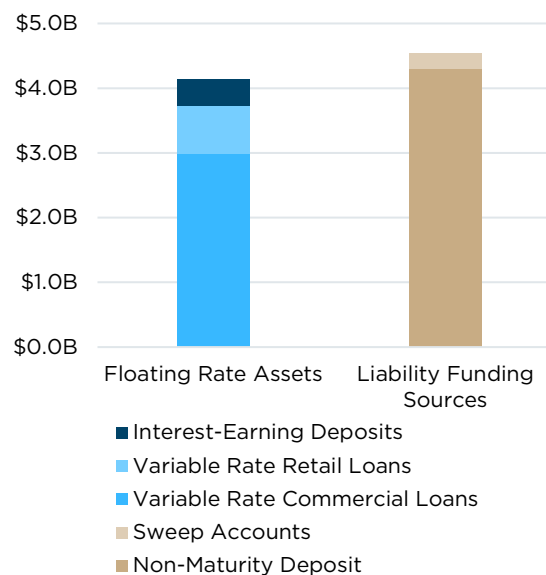 $5.0B
$4.0B
$3.0B
$2.0B
$1.0B
$0.0B
Floating Rate Assets
Liability Funding
Sources
Interest-Earning Deposits
Variable Rate Retail Loans
Variable Rate Commercial Loans
Sweep Accounts
Non-Maturity Deposit